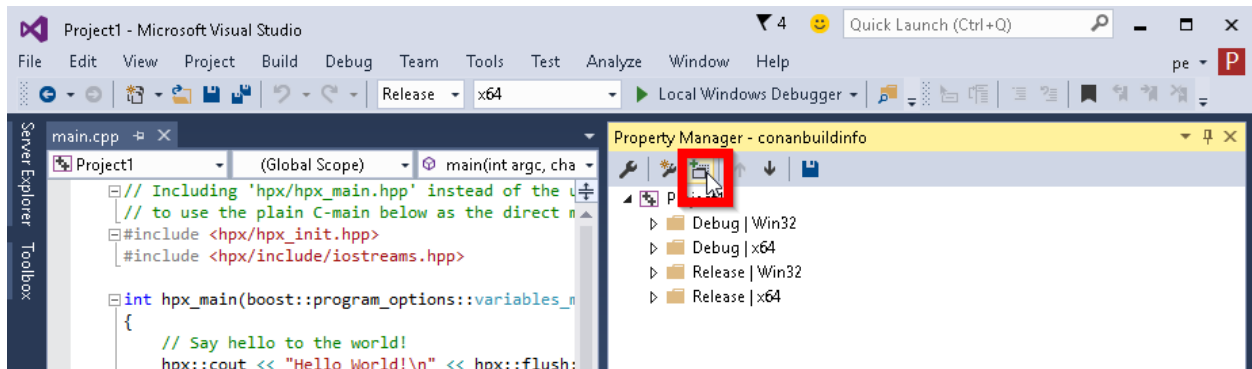 Project1 - Microsoft Visual Studio
4
Quick Launch (Ctrl+Q)
File Edit View Project Build Debug Team Tools Test Analyze Window Help
pe P
Release x64 Local Windows Debugger
Server Explorer
Toolbox
main.cpp
Project1 (Global Scope) main(int argc, cha
// Including 'hpx/hpx_main.hpp' instead of the u
// to use the plain C-main below as the direct m
#include <hpx/hpx_init.hpp>
#include <hpx/include/iostreams.hpp>
int hpx_main(boost::program_options::variables_m
{
// Say hello to the world!
hpx::cout << "Hello World!\n" << hpx::flush;
Property Manager - conanbuildinfo
Debug | Win32
Debug | x64
Release | Win32
Release | x64